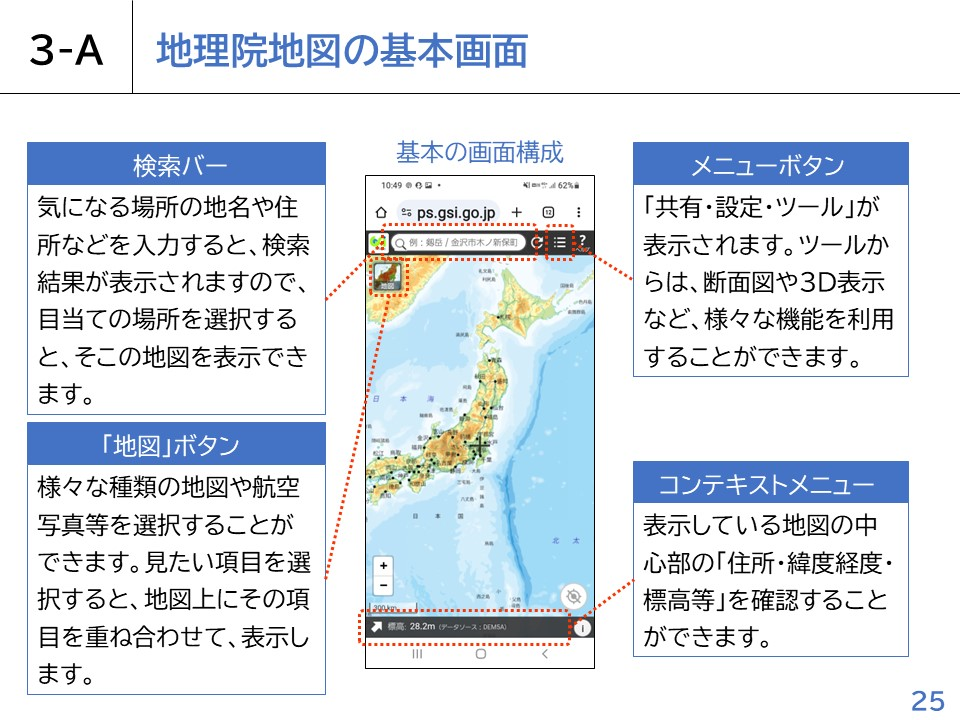 3-A
地理院地図の基本画面
検索バー
気になる場所の地名や住
所などを入力すると、検索
結果が表示されますので、
目当ての場所を選択する
と、そこの地図を表示でき
ます。
「地図」ボタン
様々な種類の地図や航空
写真等を選択することが
できます。見たい項目を選
択すると、地図上にその項
目を重ね合わせて、表示し
ます。
基本の画面構成
10:49
62%
ps.gsi.go.jp
12
例:剱岳 / 金沢市木ノ新保町
?
地図
札幌
日 本 海
金沢
松江
日 本 国
北 太
+
−
300 km
標高: 28.2m (データソース:DEM5A)
メニューボタン
「共有・設定・ツール」が
表示されます。ツールか
らは、断面図や3D表示
など、様々な機能を利用
することができます。
コンテキストメニュー
表示している地図の中
心部の「住所・緯度経度・
標高等」を確認すること
ができます。
25